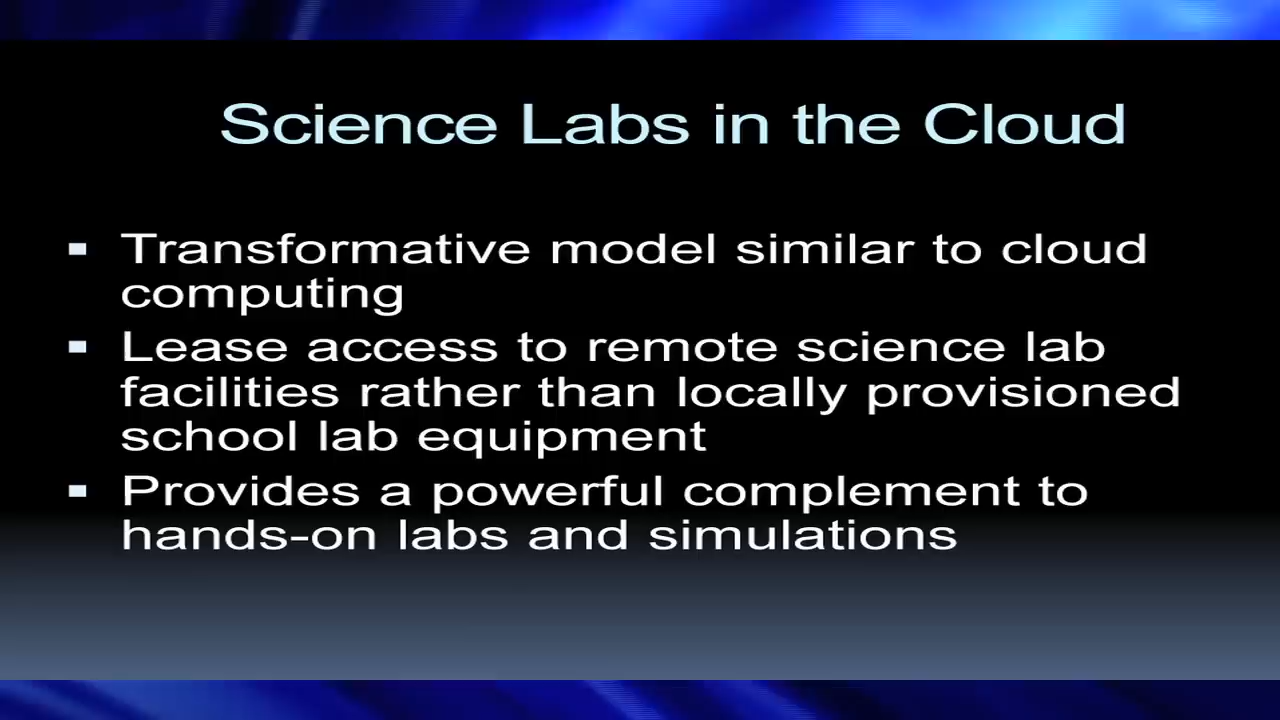 Science Labs in the Cloud
▪ Transformative model similar to cloud
computing
▪ Lease access to remote science lab
facilities rather than locally provisioned
school lab equipment
▪ Provides a powerful complement to
hands-on labs and simulations